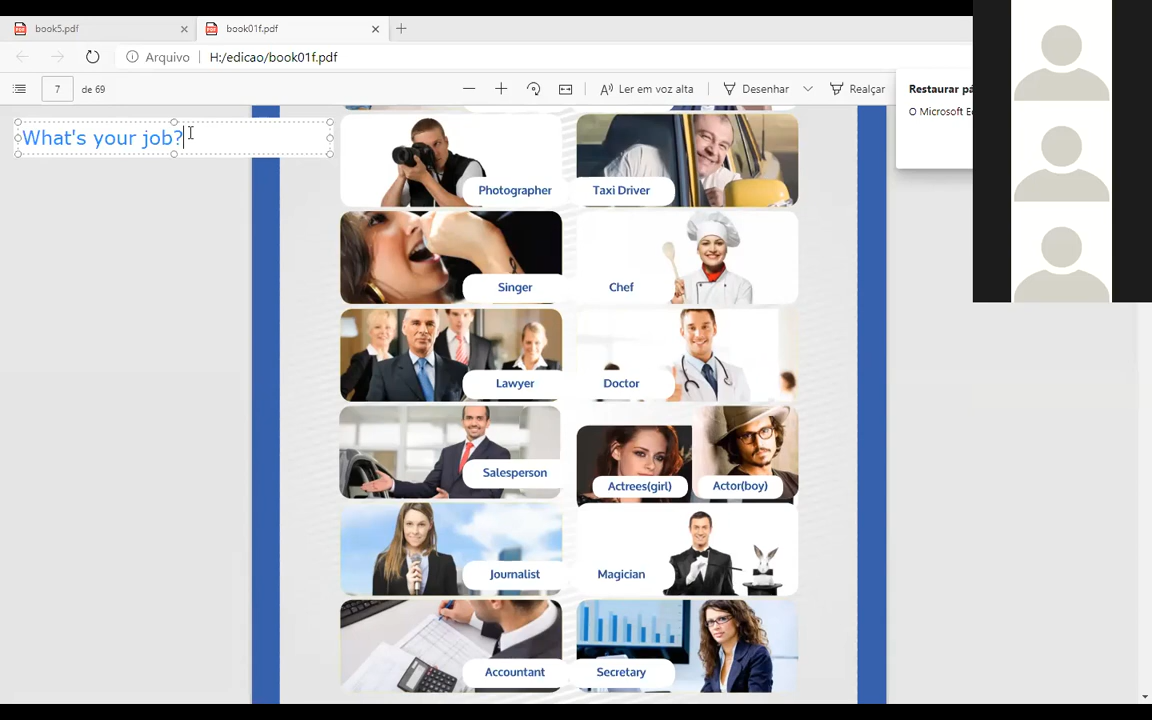 book5.pdf
book01f.pdf
Arquivo
H:/edicao/book01f.pdf
7 de 69
Ler em voz alta
Desenhar
Realçar
Restaurar pá
O Microsoft Ed
What's your job?
Photographer
Taxi Driver
Singer
Chef
Lawyer
Doctor
Salesperson
Actrees(girl)
Actor(boy)
Journalist
Magician
Accountant
Secretary